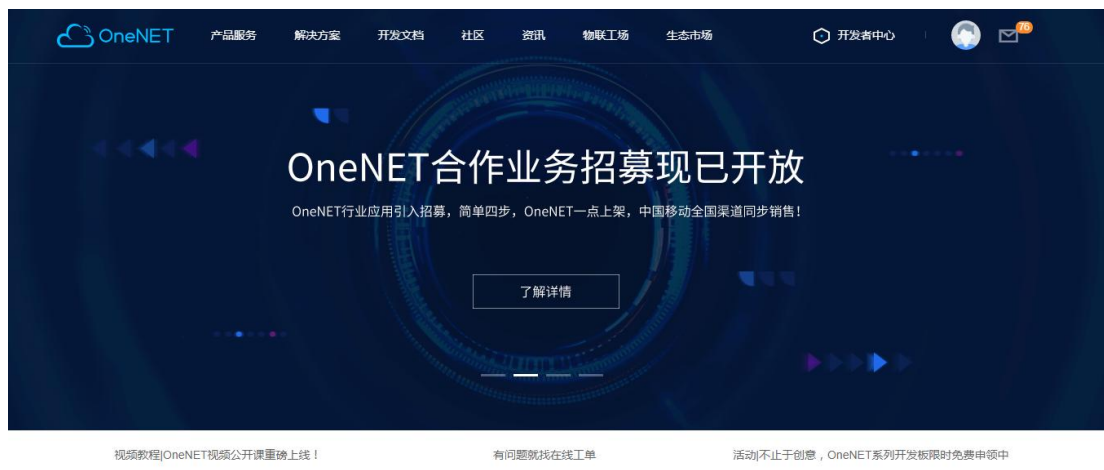 OneNET 产品服务 解决方案 开发文档 社区 资讯 物联工场 生态市场 开发者中心 76
OneNET合作业务招募现已开放
OneNET行业应用引入招募，简单四步，OneNET一点上架，中国移动全国渠道同步销售！
了解详情
视频教程|OneNET视频公开课重磅上线！ 有问题就找在线工单 活动|不止于创意，OneNET系列开发板限时免费申领中